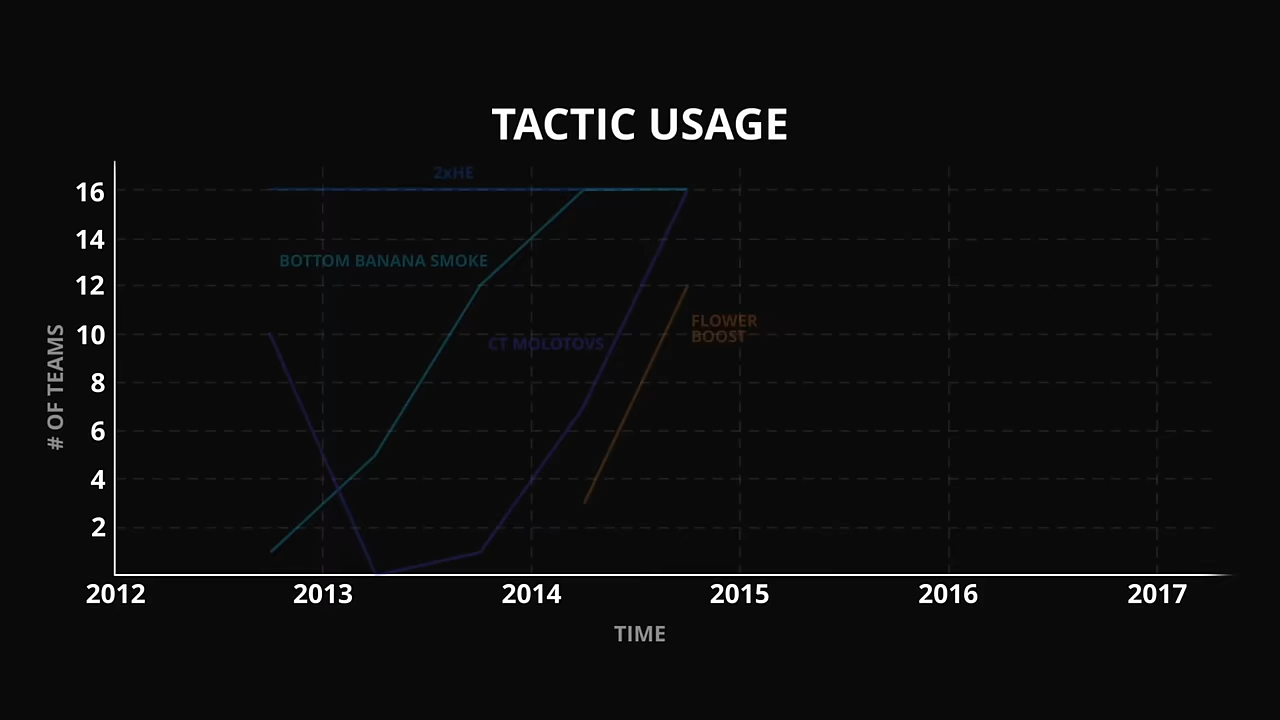 TACTIC USAGE
2xHE
16
14
BOTTOM BANANA SMOKE
12
FLOWER
BOOST
10
CT MOLOTOVS
8
6
4
2
# OF TEAMS
2012 2013 2014 2015 2016 2017
TIME